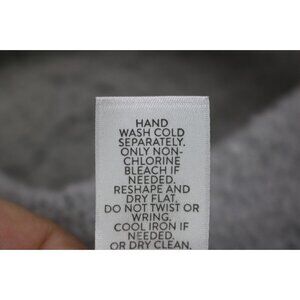 HAND
WASH COLD
SEPARATELY.
ONLY NON-
CHLORINE
BLEACH IF
NEEDED.
RESHAPE AND
DRY FLAT.
DO NOT TWIST OR
WRING.
COOL IRON IF
NEEDED.
OR DRY CLEAN.